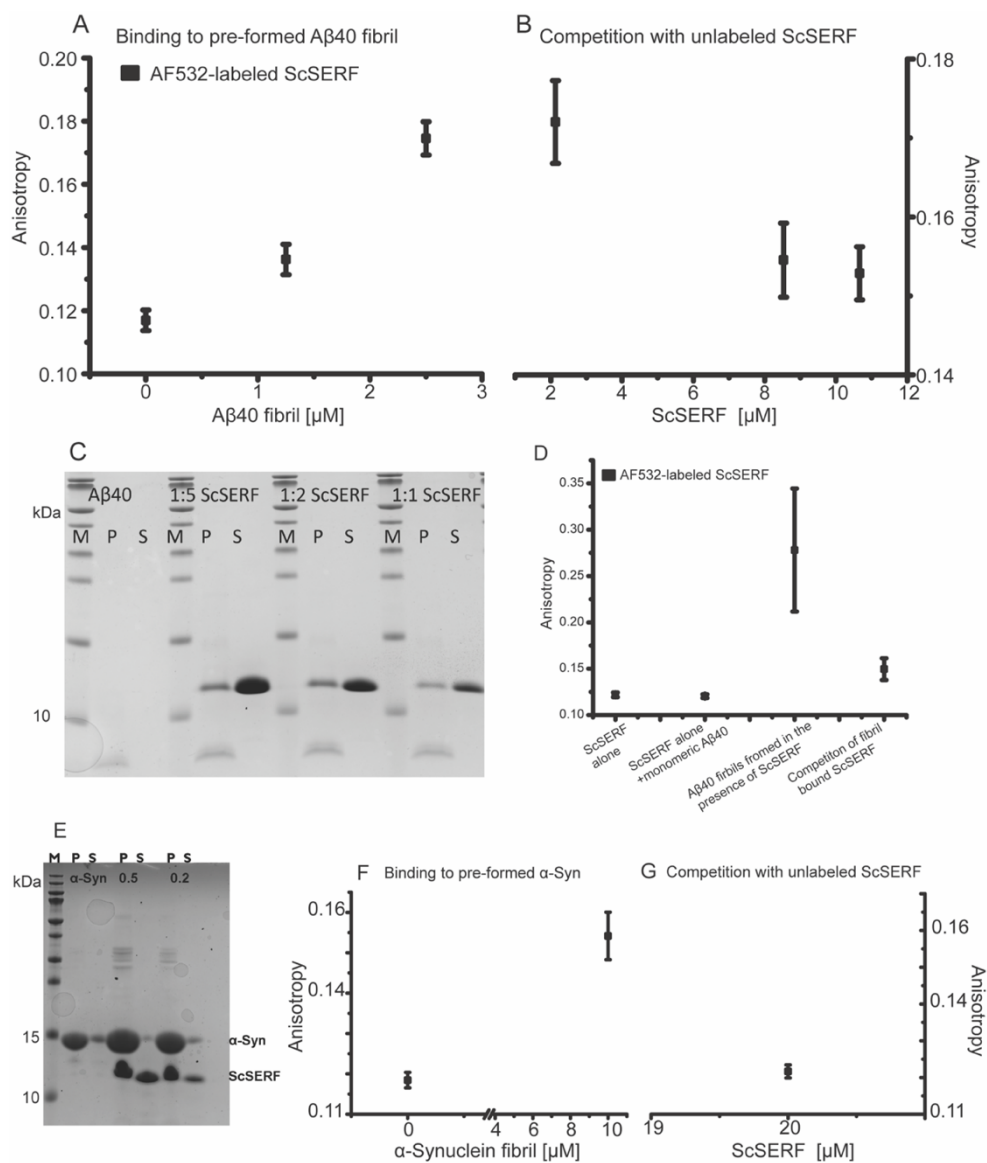 A
Binding to pre-formed Aβ40 fibril
AF532-labeled ScSERF
0.20
0.18
0.16
0.14
0.12
0.10
Anisotropy
0
1
2
3
Aβ40 fibril [µM]
B
Competition with unlabeled ScSERF
0.18
0.16
0.14
Anisotropy
2
4
6
8
10
12
ScSERF [µM]
C
Aβ40
1:5 ScSERF
1:2 ScSERF
1:1 ScSERF
kDa
M P S M P S M P S M P S
10
D
AF532-labeled ScSERF
0.35
0.30
0.25
0.20
0.15
0.10
Anisotropy
ScSERF
alone
ScSERF alone
+monomeric Aβ40
Aβ40 firbils fromed in the
presence of ScSERF
Competiton of fibril
bound ScSERF
E
M P S P S P S
kDa
α-Syn 0.5 0.2
15
10
α-Syn
ScSERF
F
Binding to pre-formed α-Syn
0.16
0.14
0.11
Anisotropy
0
4
6
8
10
α-Synuclein fibril [µM]
G
Competition with unlabeled ScSERF
0.16
0.14
0.11
Anisotropy
19
20
ScSERF [µM]